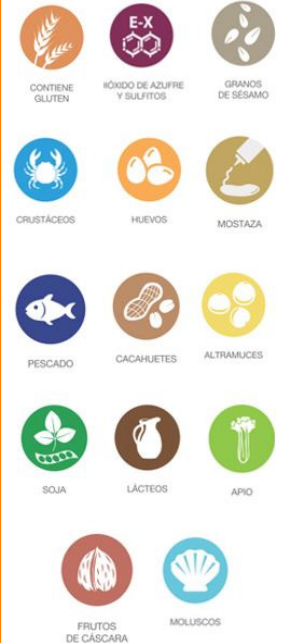 CONTIENE
GLUTEN
E-X
IÓXIDO DE AZUFRE
Y SULFITOS
GRANOS
DE SÉSAMO
CRUSTÁCEOS
HUEVOS
MOSTAZA
PESCADO
CACAHUETES
ALTRAMUCES
SOJA
LÁCTEOS
APIO
FRUTOS
DE CÁSCARA
MOLUSCOS